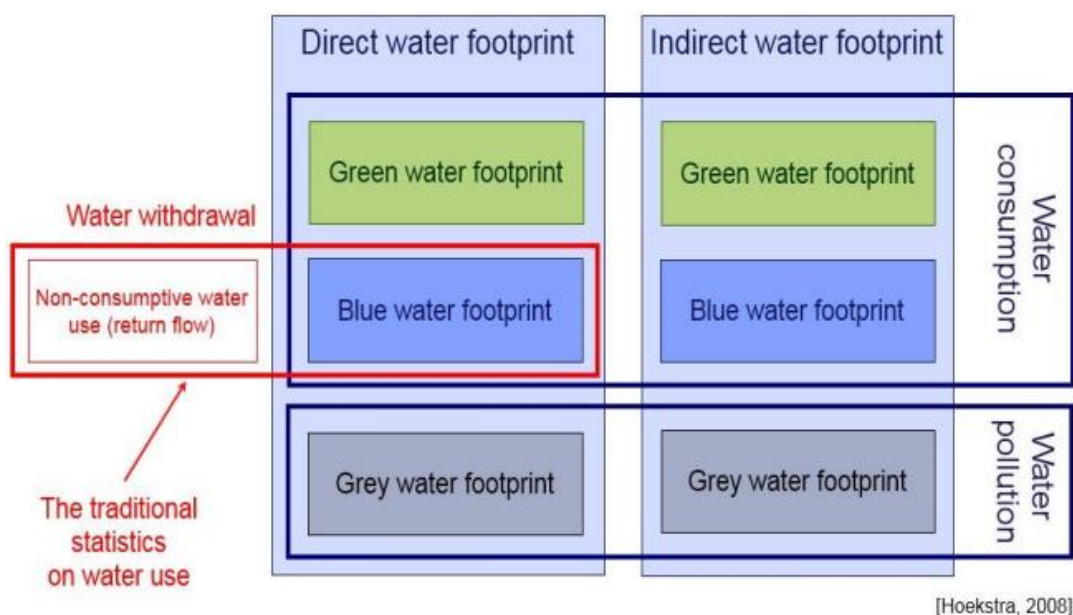 Direct water footprint
Indirect water footprint
Green water footprint
Green water footprint
Water
consumption
Water withdrawal
Non-consumptive water
use (return flow)
Blue water footprint
Blue water footprint
Grey water footprint
Grey water footprint
Water
pollution
The traditional
statistics
on water use
[Hoekstra, 2008]